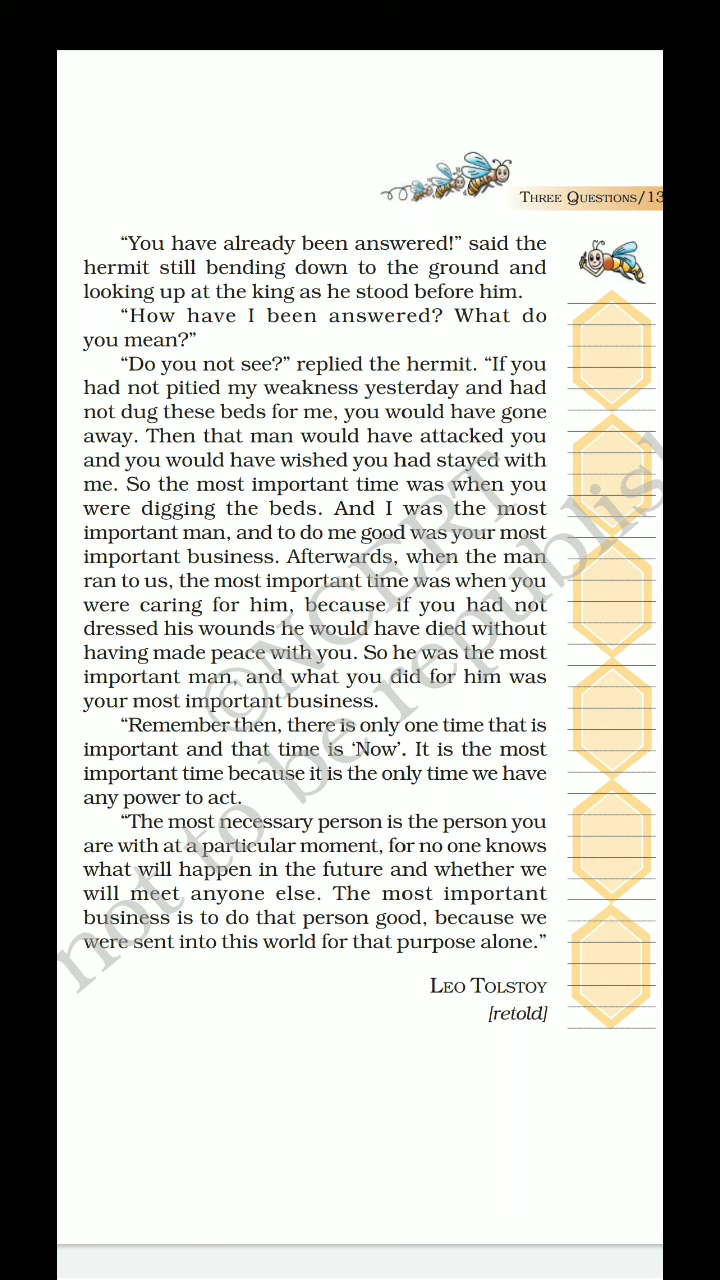 THREE QUESTIONS/13
“You have already been answered!” said the
hermit still bending down to the ground and
looking up at the king as he stood before him.
“How have I been answered? What do
you mean?”
“Do you not see?” replied the hermit. “If you
had not pitied my weakness yesterday and had
not dug these beds for me, you would have gone
away. Then that man would have attacked you
and you would have wished you had stayed with
me. So the most important time was when you
were digging the beds. And I was the most
important man, and to do me good was your most
important business. Afterwards, when the man
ran to us, the most important time was when you
were caring for him, because if you had not
dressed his wounds he would have died without
having made peace with you. So he was the most
important man, and what you did for him was
your most important business.
“Remember then, there is only one time that is
important and that time is ‘Now’. It is the most
important time because it is the only time we have
any power to act.
“The most necessary person is the person you
are with at a particular moment, for no one knows
what will happen in the future and whether we
will meet anyone else. The most important
business is to do that person good, because we
were sent into this world for that purpose alone.”
LEO TOLSTOY
[retold]
©NCERT
not to be republish